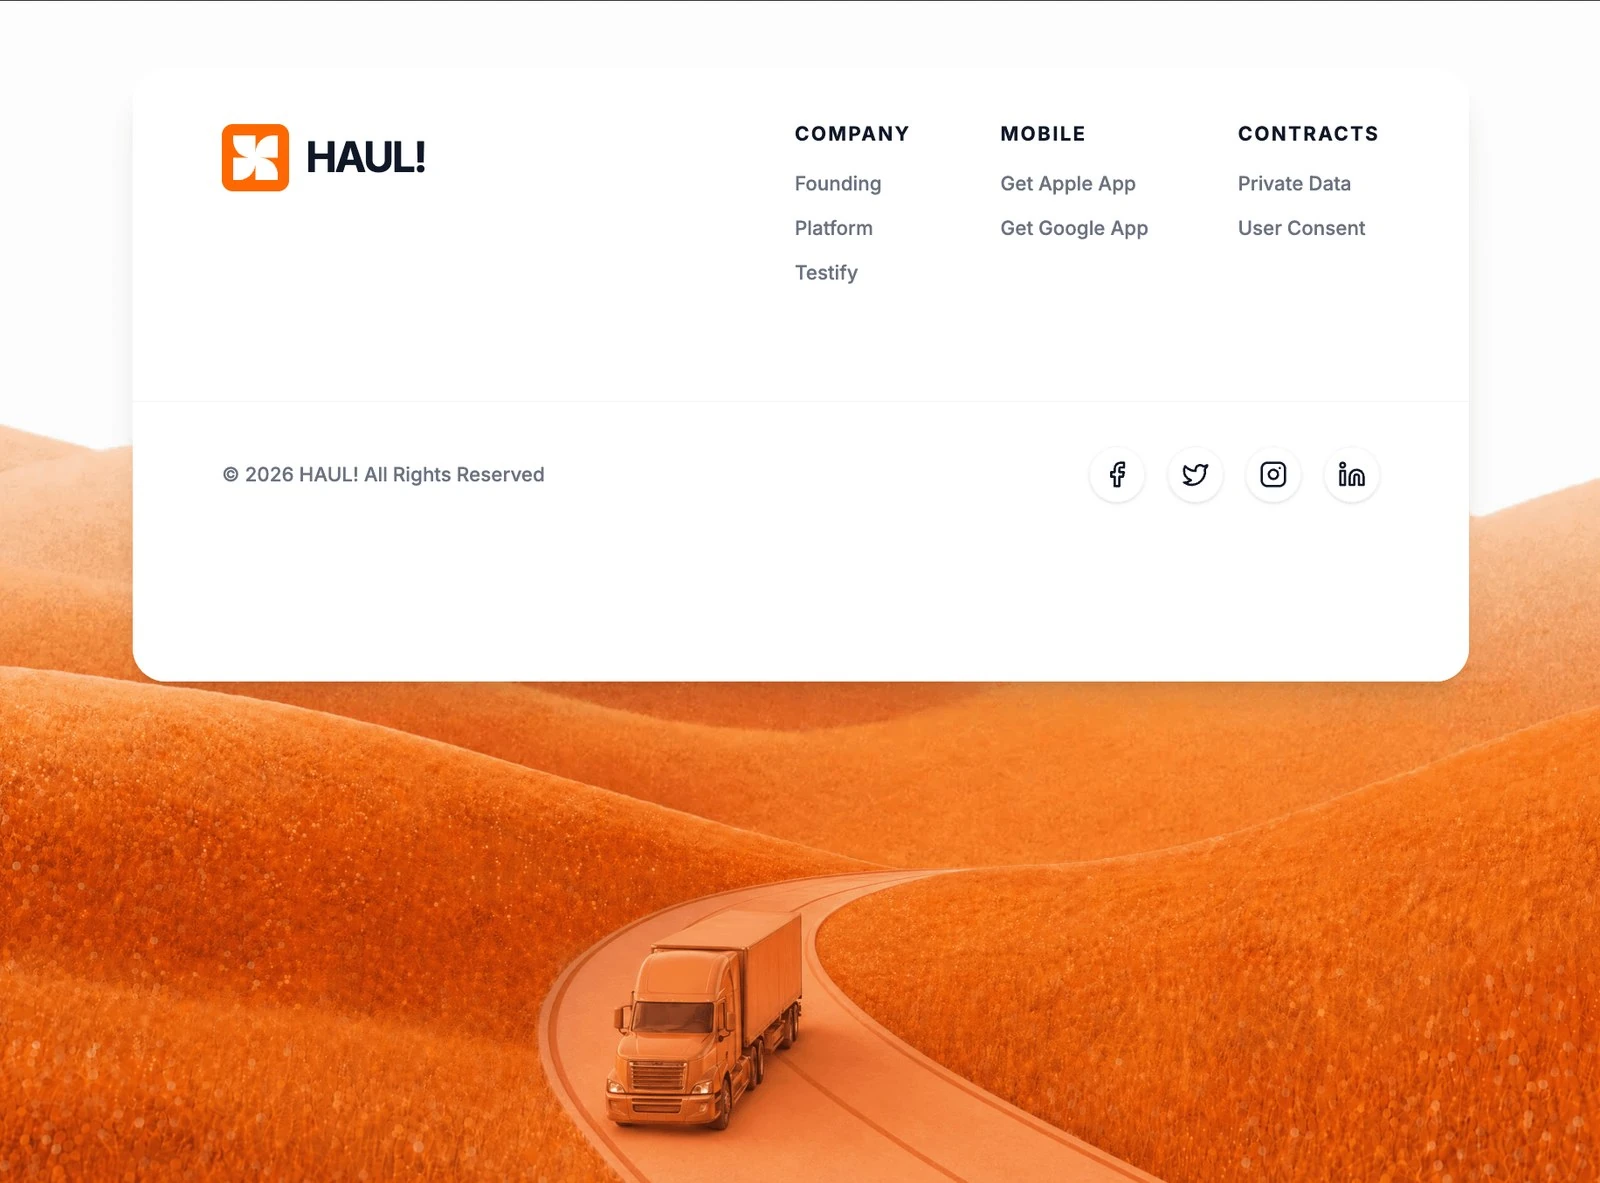 HAUL!
COMPANY
Founding
Platform
Testify
MOBILE
Get Apple App
Get Google App
CONTRACTS
Private Data
User Consent
© 2026 HAUL! All Rights Reserved